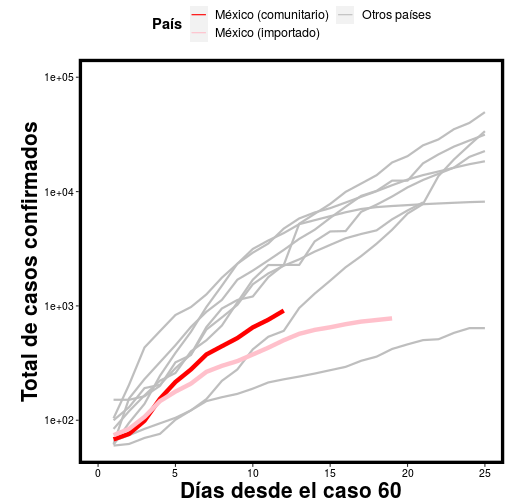 País
México (comunitario)
México (importado)
Otros países
Total de casos confirmados
1e+05
1e+04
1e+03
1e+02
0
5
10
15
20
25
Días desde el caso 60